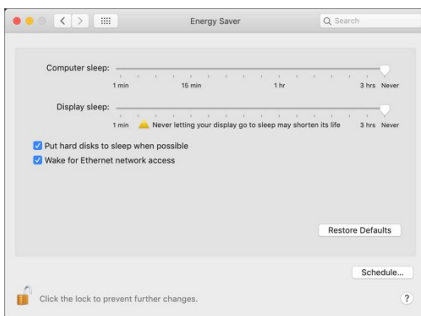 Energy Saver
Search
Computer sleep:
1 min 15 min 1 hr 3 hrs Never
Display sleep:
1 min Never letting your display go to sleep may shorten its life 3 hrs Never
Put hard disks to sleep when possible
Wake for Ethernet network access
Restore Defaults
Schedule...
Click the lock to prevent further changes.
?